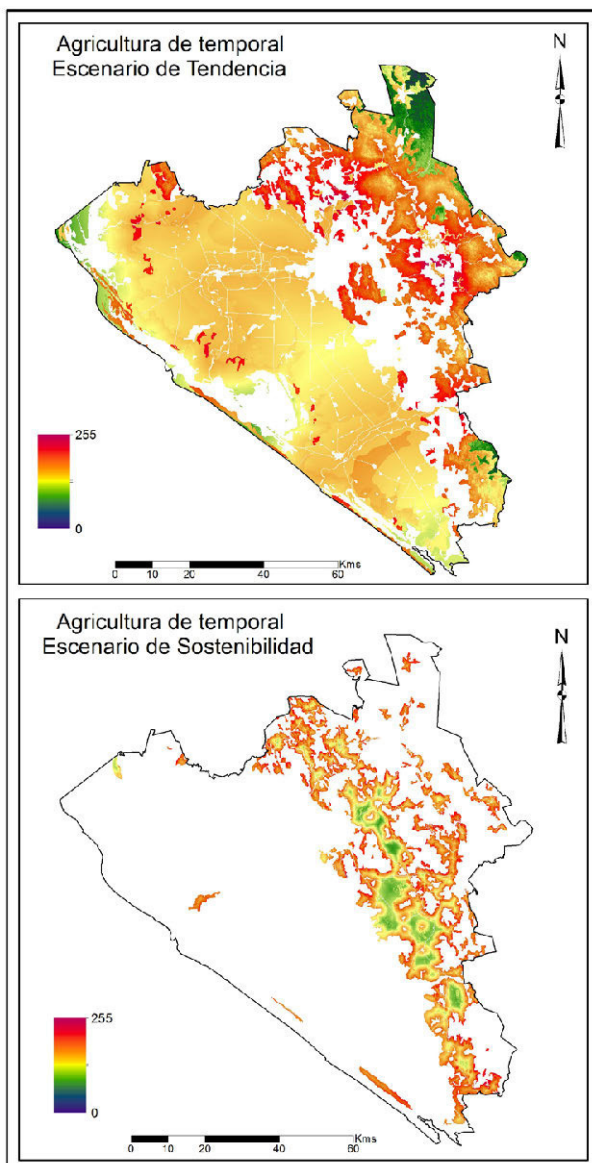 Agricultura de temporal
Escenario de Tendencia
N
255
0
Kms
0 10 20 40 60
Agricultura de temporal
Escenario de Sostenibilidad
N
255
0
Kms
0 10 20 40 60